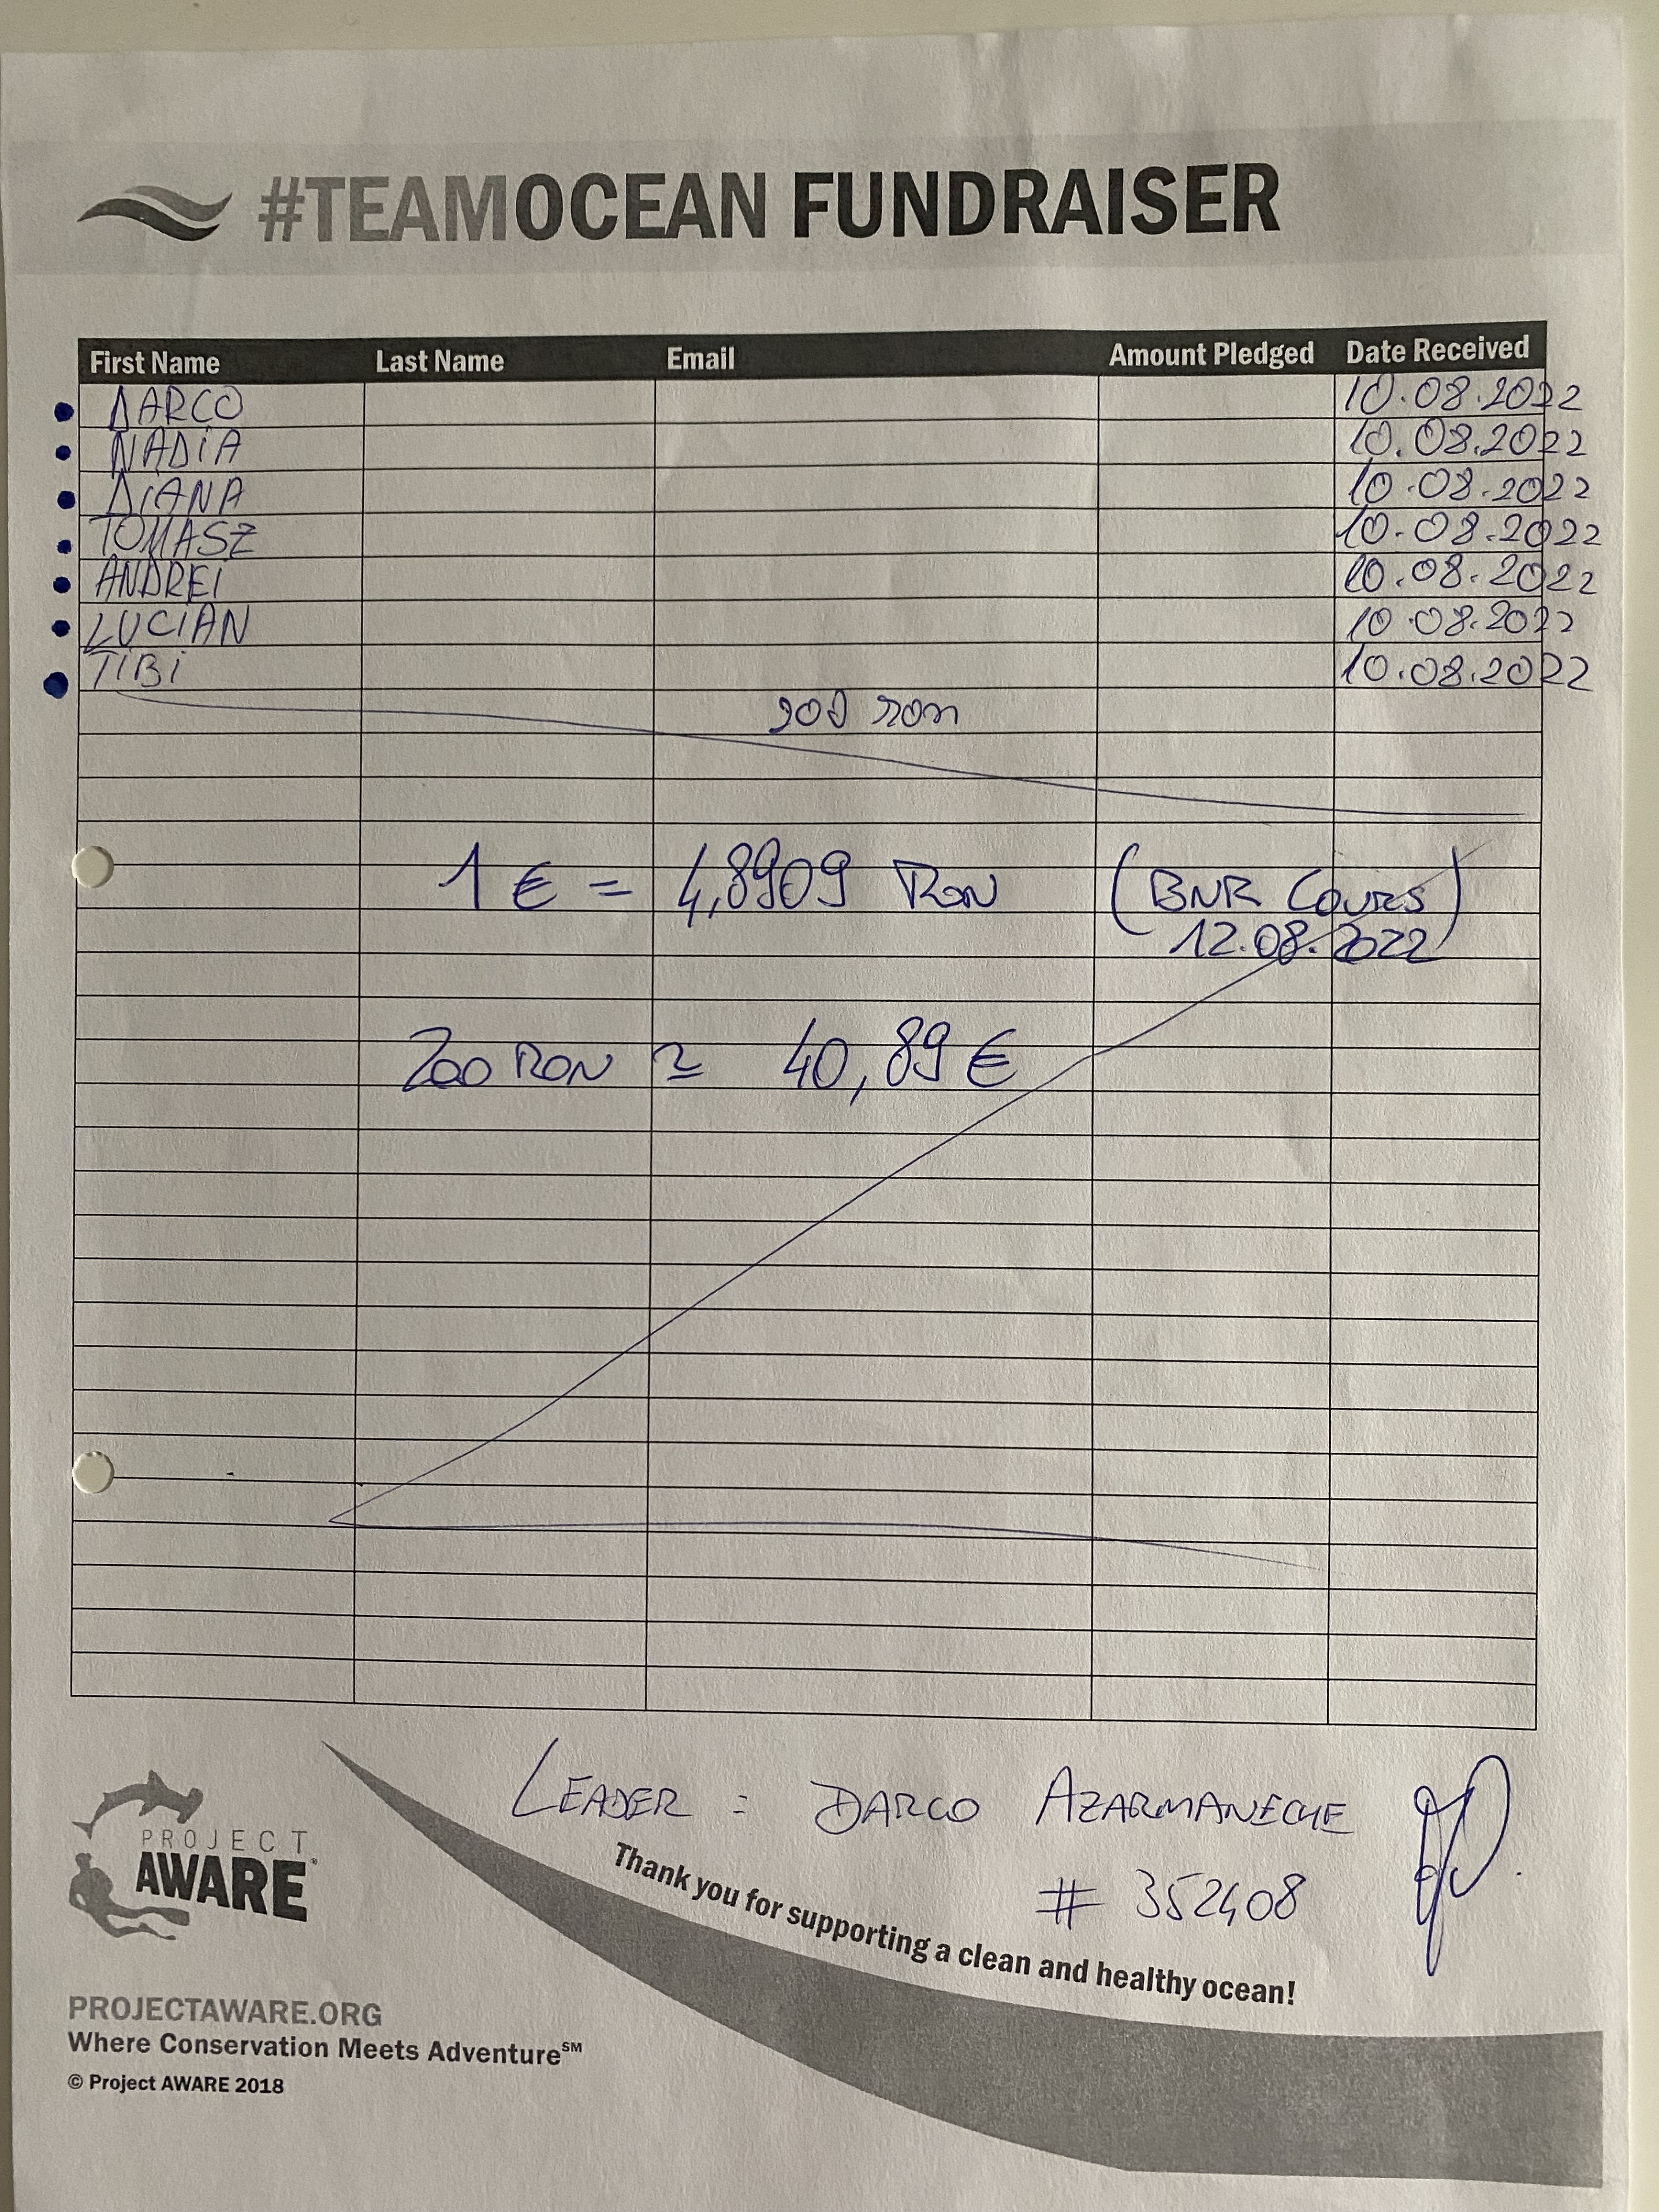 #TEAMOCEAN FUNDRAISER
First Name Last Name Email Amount Pledged Date Received
DARCO 10.08.2022
NADiA 10.08.2022
DiANA 10.08.2022
TOMASZ 10.08.2022
ANDREi 10.08.2022
LUCiAN 10.08.2022
TiBi 10.08.2022
ron
1 € = 4,8909 RON (BNR COURS)
12.08.2022
200 RON ≃ 40,89 €
LEADER : DARCO AZARMANECHE
# 352408
Thank you for supporting a clean and healthy ocean!
PROJECT
AWARE
PROJECTAWARE.ORG
Where Conservation Meets Adventure℠
© Project AWARE 2018